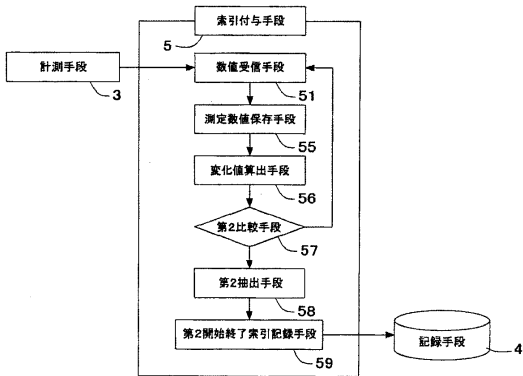 索引付与手段
5
計測手段
3
数値受信手段
51
測定数値保存手段
55
変化値算出手段
56
第2比較手段
57
第2抽出手段
58
第2開始終了索引記録手段
59
記録手段
4